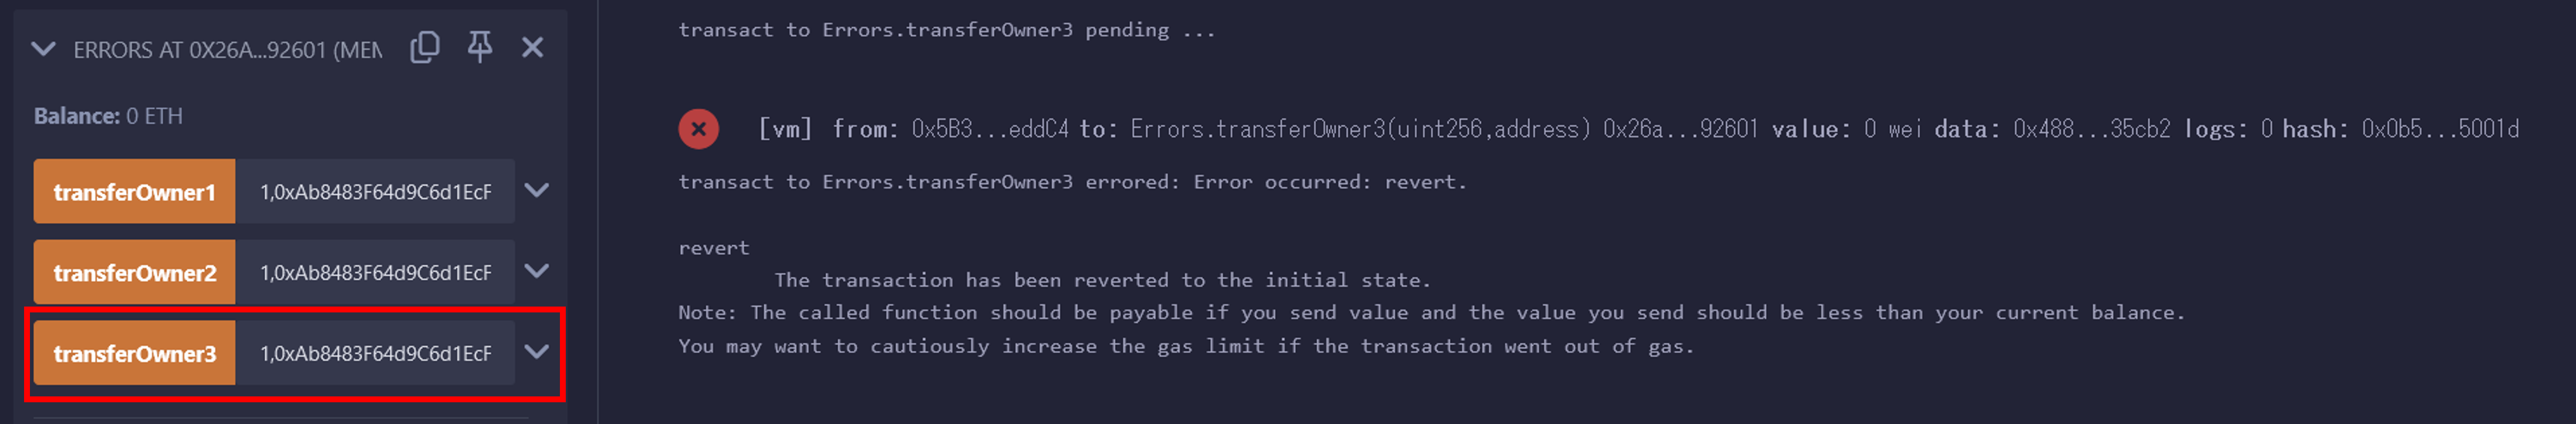 ERRORS AT 0X26A...92601 (MEM
Balance: 0 ETH
transferOwner1 1,0xAb8483F64d9C6d1EcF
transferOwner2 1,0xAb8483F64d9C6d1EcF
transferOwner3 1,0xAb8483F64d9C6d1EcF
transact to Errors.transferOwner3 pending ...
[vm] from: 0x5B3...eddC4 to: Errors.transferOwner3(uint256,address) 0x26a...92601 value: 0 wei data: 0x488...35cb2 logs: 0 hash: 0x0b5...5001d
transact to Errors.transferOwner3 errored: Error occurred: revert.
revert
The transaction has been reverted to the initial state.
Note: The called function should be payable if you send value and the value you send should be less than your current balance.
You may want to cautiously increase the gas limit if the transaction went out of gas.